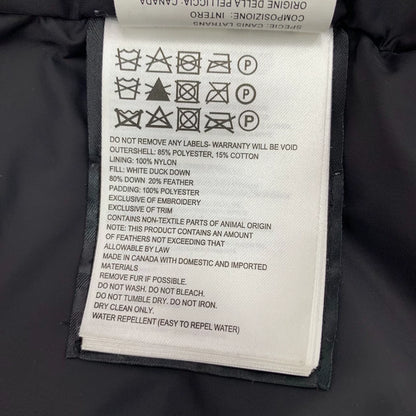 SPECIE: CANIS LATRANS
ORIGINE DELLA PELLICCIA: CANADA
COMPOSIZIONE: INTERO
P
P
P
DO NOT REMOVE ANY LABELS- WARRANTY WILL BE
OUTERSHELL: 85% POLYESTER, 15% COTTON
LINING: 100% NYLON
FILL: WHITE DUCK DOWN
80% DOWN 20% FEATHER
PADDING: 100% POLYESTER
EXCLUSIVE OF EMBROIDERY
EXCLUSIVE OF TRIM
CONTAINS NON-TEXTILE PARTS OF ANIMAL ORIGIN
NOTE: THIS PRODUCT CONTAINS AN AMOUNT
OF FEATHERS NOT EXCEEDING THAT
ALLOWABLE BY LAW
MADE IN CANADA WITH DOMESTIC AND IMPORTED
MATERIALS
REMOVE FUR IF POSSIBLE.
DO NOT WASH. DO NOT BLEACH.
DO NOT TUMBLE DRY. DO NOT IRON.
DRY CLEAN ONLY.
WATER REPELLENT (EASY TO REPEL WATER)